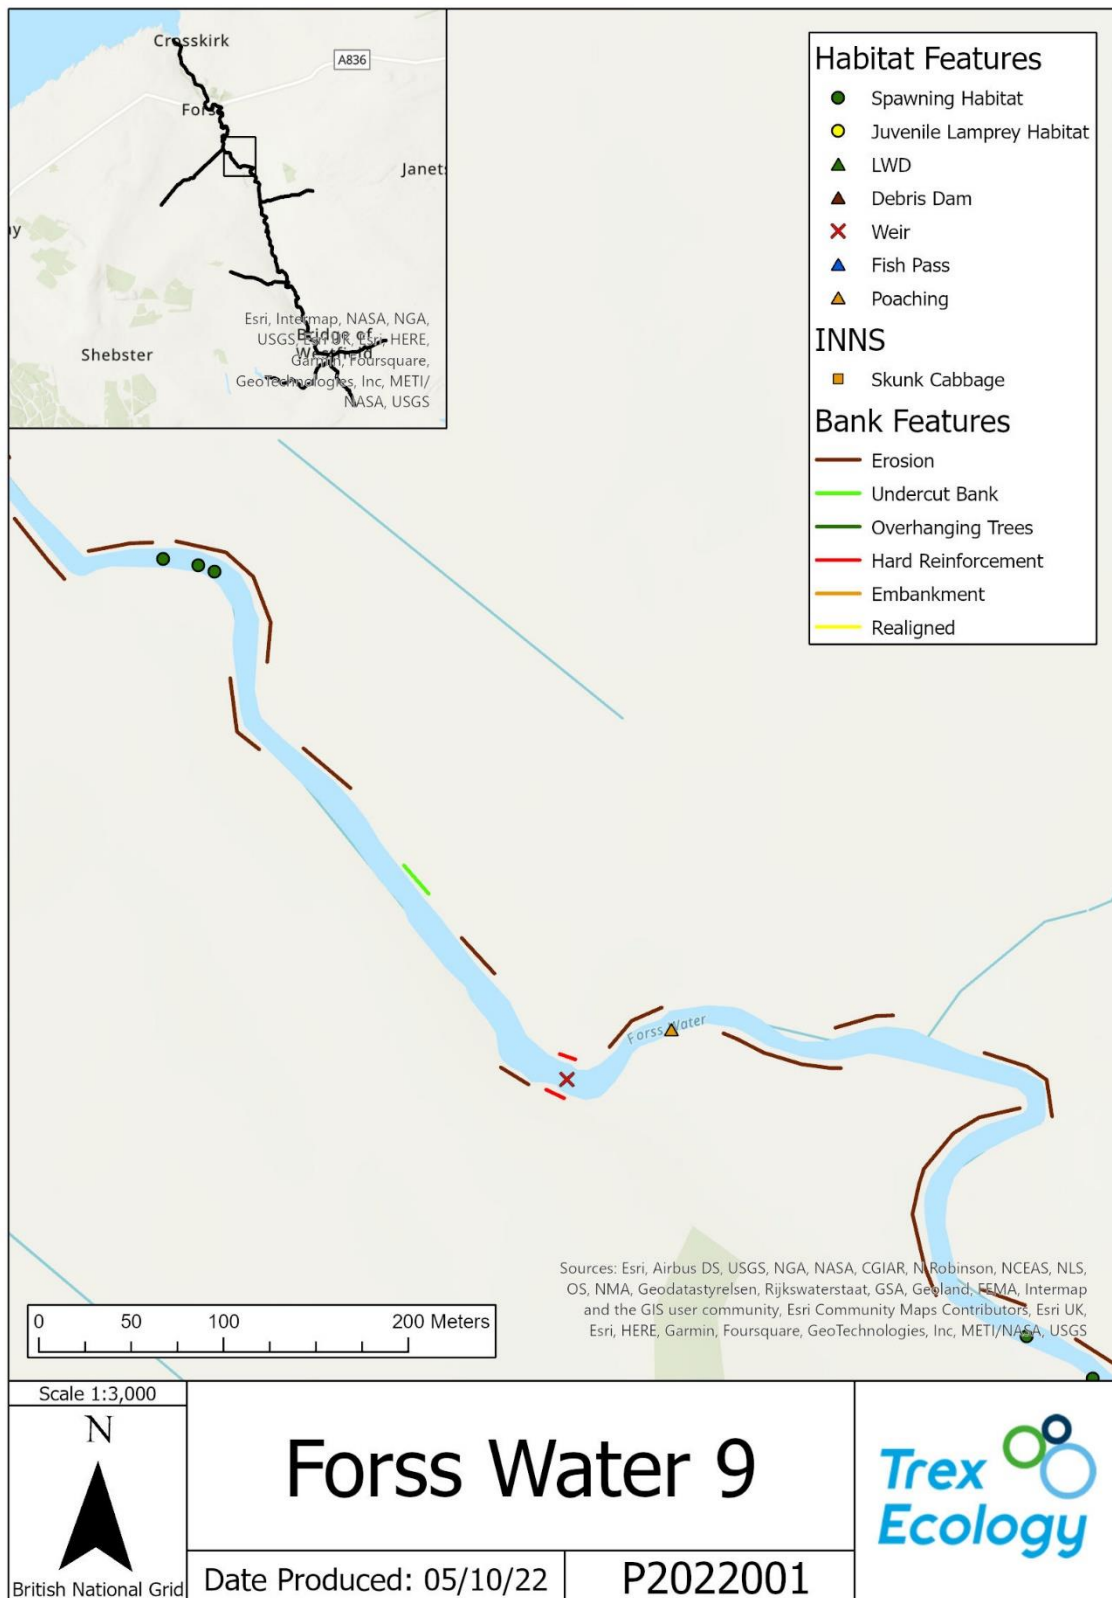 Crosskirk
A836
Forss
Janets
ay
Shebster
Bridge of
Westfield
Esri, Intermap, NASA, NGA,
USGS, Esri UK, Esri, HERE,
Garmin, Foursquare,
GeoTechnologies, Inc, METI/
NASA, USGS
Habitat Features
Spawning Habitat
Juvenile Lamprey Habitat
LWD
Debris Dam
Weir
Fish Pass
Poaching
INNS
Skunk Cabbage
Bank Features
Erosion
Undercut Bank
Overhanging Trees
Hard Reinforcement
Embankment
Realigned
Forss Water
Sources: Esri, Airbus DS, USGS, NGA, NASA, CGIAR, N Robinson, NCEAS, NLS,
OS, NMA, Geodatastyrelsen, Rijkswaterstaat, GSA, Geoland, FEMA, Intermap
and the GIS user community, Esri Community Maps Contributors, Esri UK,
Esri, HERE, Garmin, Foursquare, GeoTechnologies, Inc, METI/NASA, USGS
0 50 100 200 Meters
Scale 1:3,000
N
British National Grid
Forss Water 9
Date Produced: 05/10/22
P2022001
Trex
Ecology